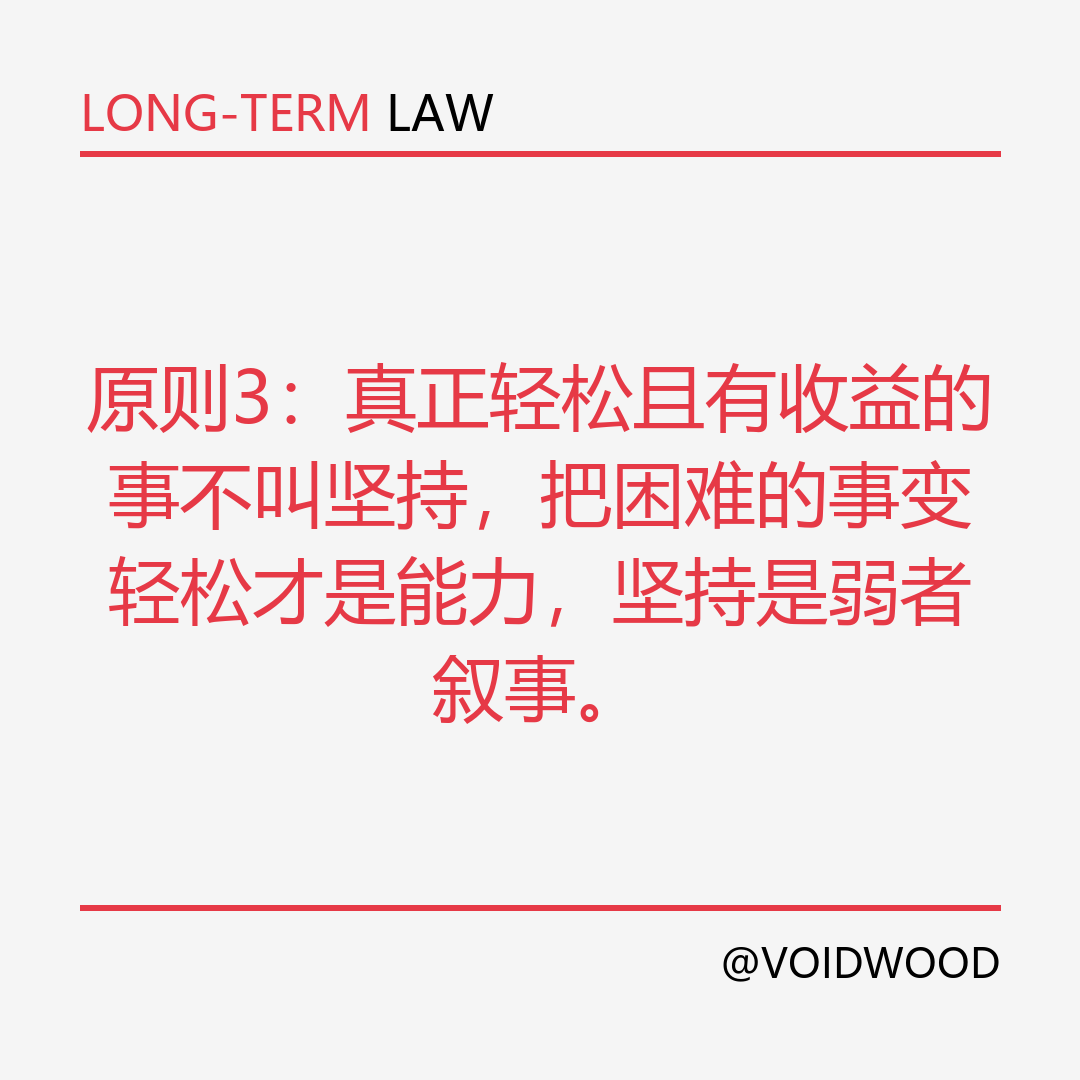 LONG-TERM LAW
原则3：真正轻松且有收益的
事不叫坚持，把困难的事变
轻松才是能力，坚持是弱者
叙事。
@VOIDWOOD